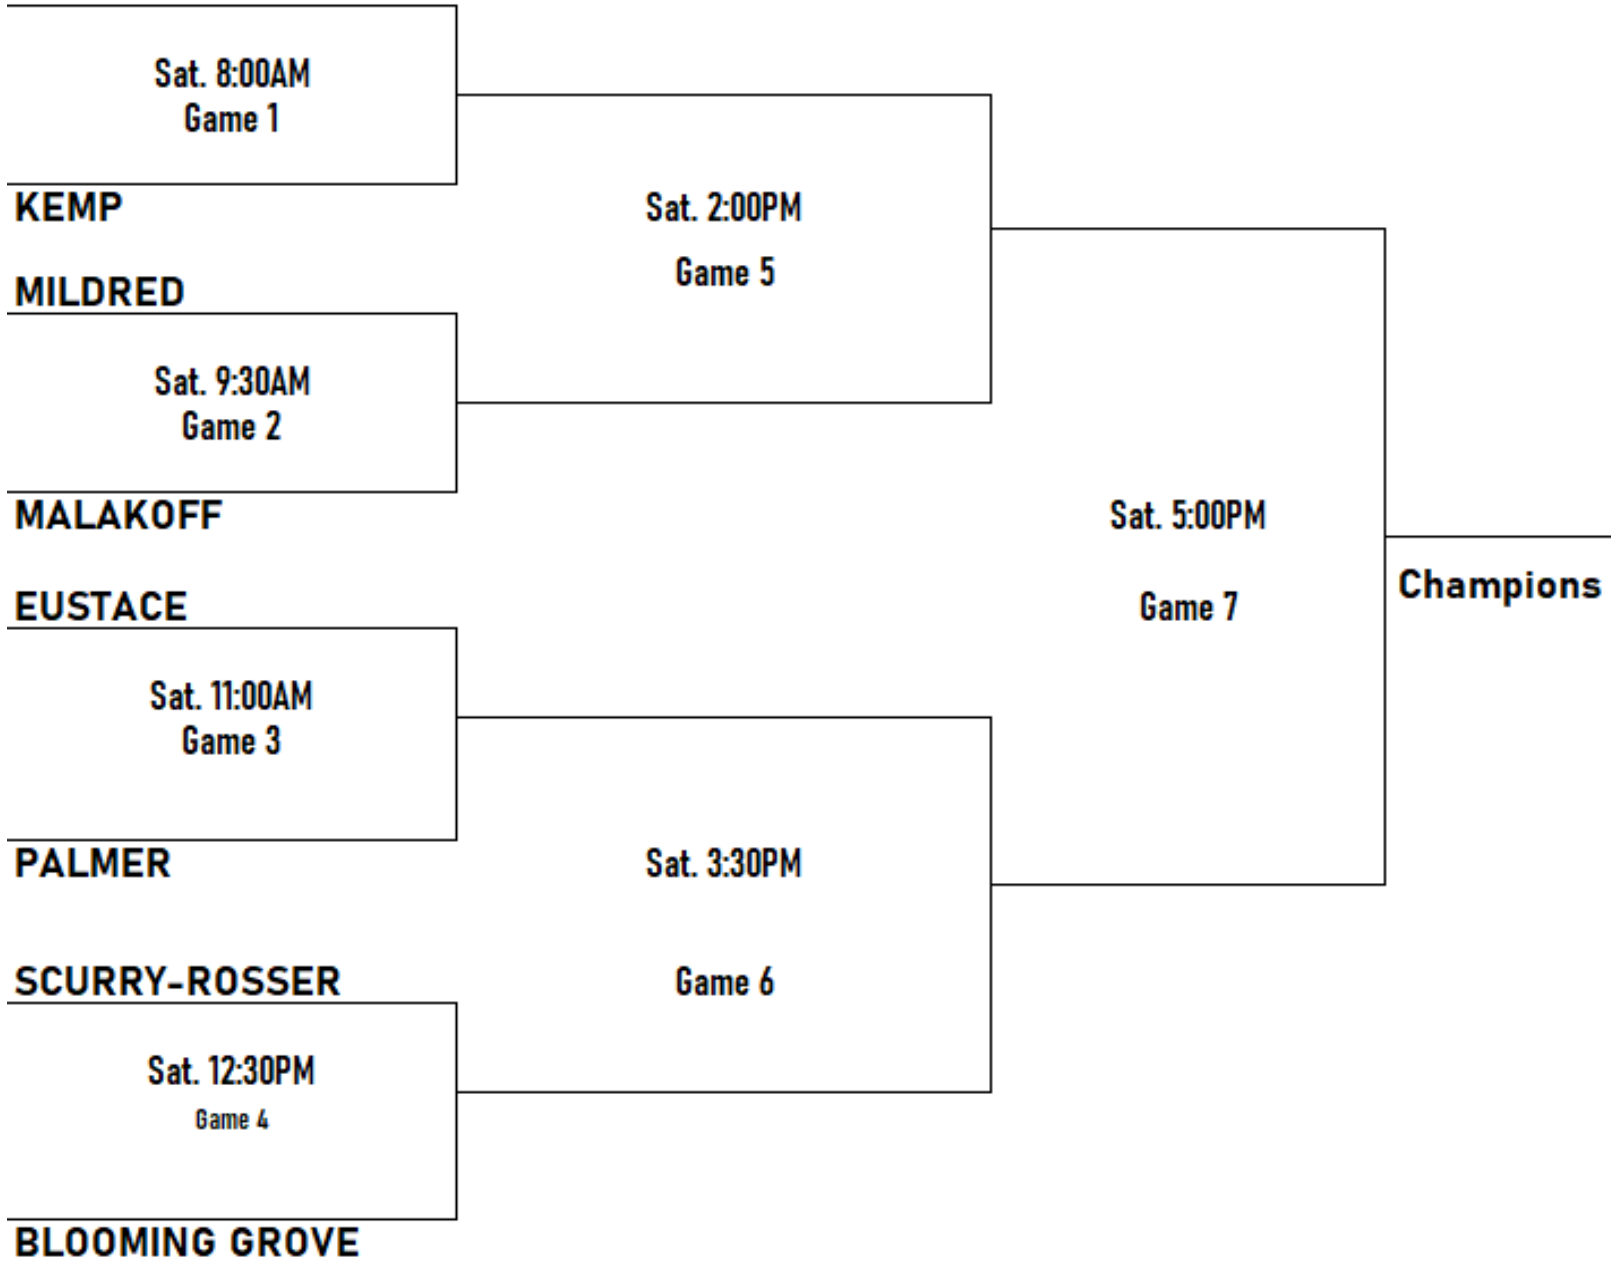 Sat. 8:00AM
Game 1
KEMP
MILDRED
Sat. 9:30AM
Game 2
MALAKOFF
EUSTACE
Sat. 11:00AM
Game 3
PALMER
SCURRY-ROSSER
Sat. 12:30PM
Game 4
BLOOMING GROVE
Sat. 2:00PM
Game 5
Sat. 3:30PM
Game 6
Sat. 5:00PM
Game 7
Champions